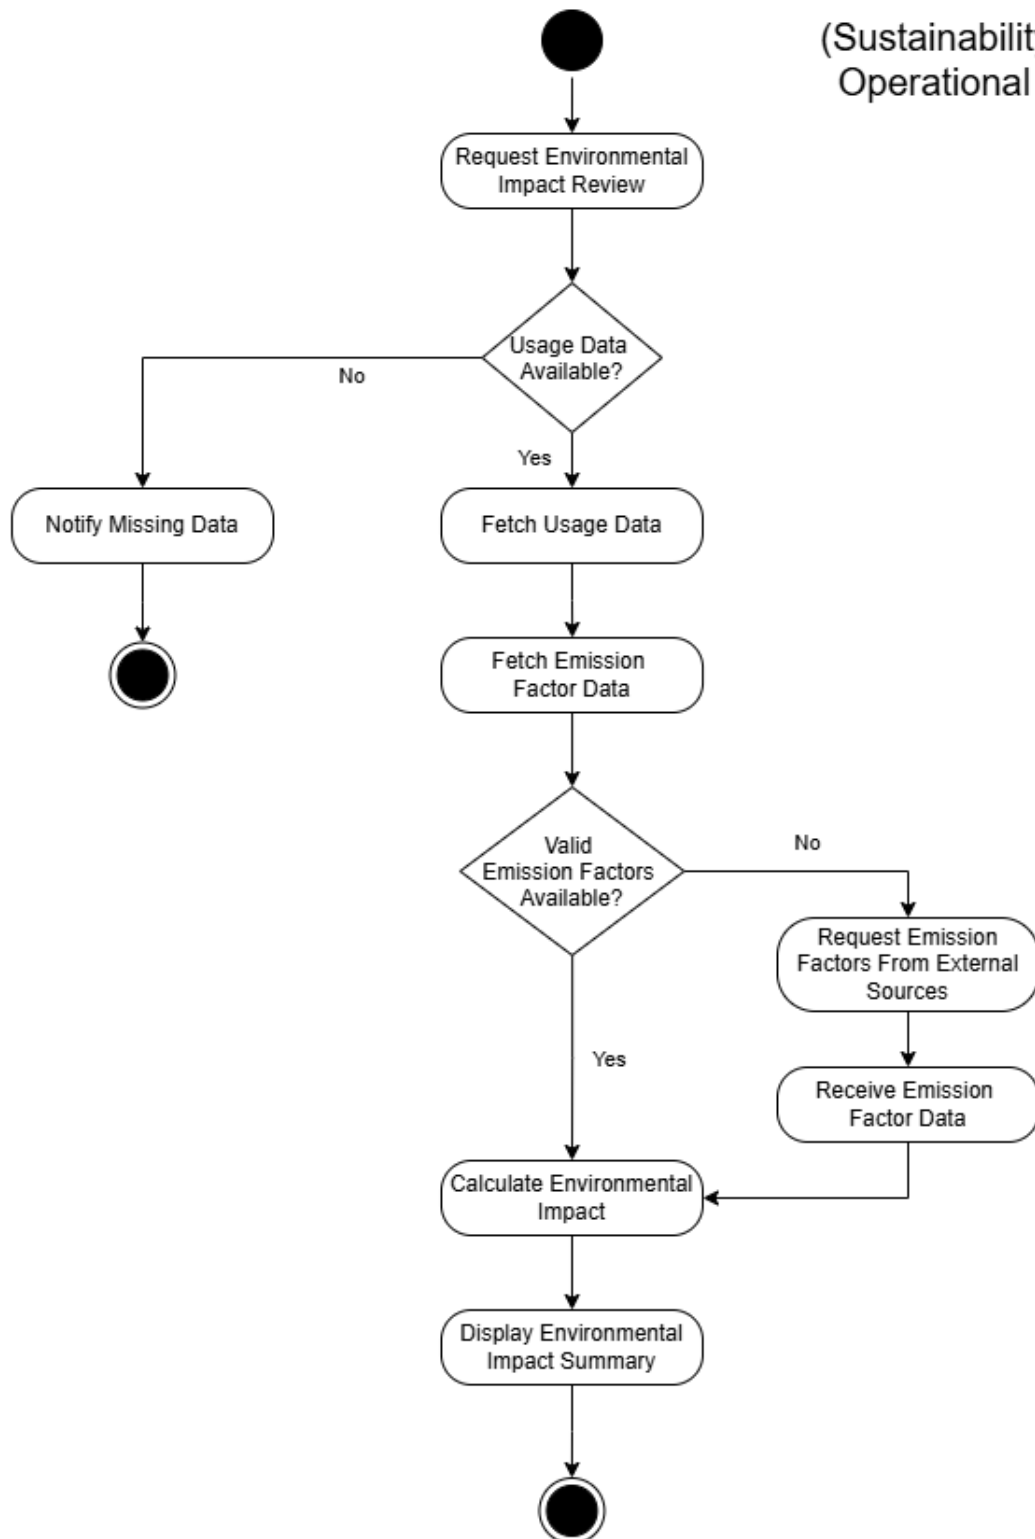 (Sustainability
Operational
Request Environmental
Impact Review
Usage Data
Available?
No
Yes
Notify Missing Data
Fetch Usage Data
Fetch Emission
Factor Data
Valid
Emission Factors
Available?
No
Request Emission
Factors From External
Sources
Yes
Receive Emission
Factor Data
Calculate Environmental
Impact
Display Environmental
Impact Summary